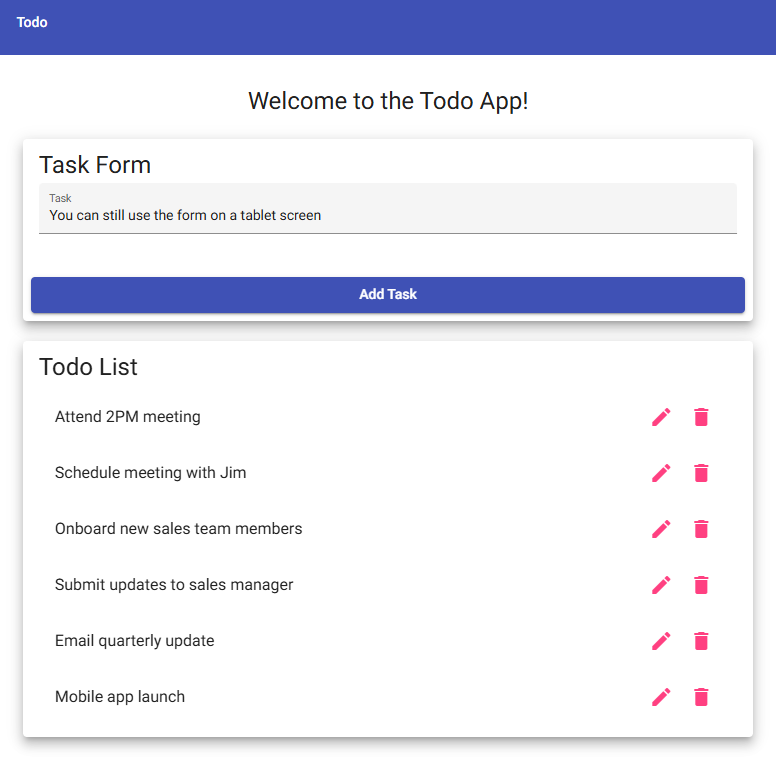 Todo
Welcome to the Todo App!
Task Form
Task
You can still use the form on a tablet screen
Add Task
Todo List
Attend 2PM meeting
Schedule meeting with Jim
Onboard new sales team members
Submit updates to sales manager
Email quarterly update
Mobile app launch